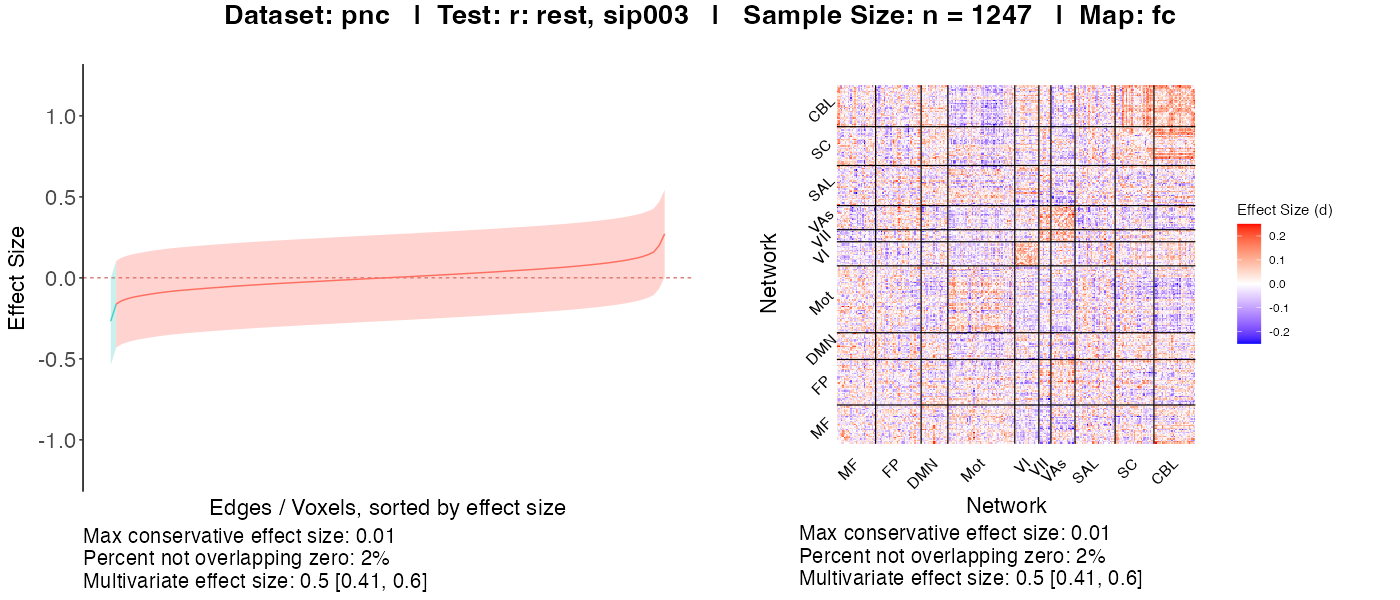 Dataset: pnc | Test: r: rest, sip003 | Sample Size: n = 1247 | Map: fc
Effect Size
1.0
0.5
0.0
-0.5
-1.0
Edges / Voxels, sorted by effect size
Max conservative effect size: 0.01
Percent not overlapping zero: 2%
Multivariate effect size: 0.5 [0.41, 0.6]
Network
CBL
SC
SAL
VAs
VII
VI
Mot
DMN
FP
MF
MF
FP
DMN
Mot
VI
VII
VAs
SAL
SC
CBL
Network
Max conservative effect size: 0.01
Percent not overlapping zero: 2%
Multivariate effect size: 0.5 [0.41, 0.6]
Effect Size (d)
0.2
0.1
0.0
-0.1
-0.2